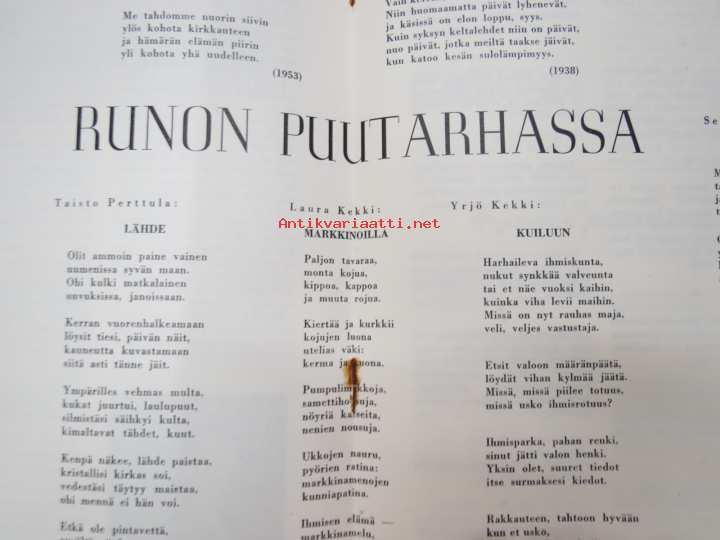 Me tahdomme nuorin siivin
ylös kohota kirkkauteen
ja hämärän elämän piirin
yli kohota yhä uudelleen.
(1953)
Niin huomaamatta päivät lyhenevät,
ja käsissä on elon loppu, syys.
Kuin syksyn keltalehdet niin on päivät,
nuo päivät, jotka meiltä taakse jäivät,
kun katoo kesän sulolämpimyys.
(1938)
RUNON PUUTARHASSA
Taisto Perttula:
LÄHDE
Olit ammoin paine vainen
uumenissa syvän maan.
Ohi kulki matkalainen
unvuksissa, janoissaan.
Kerran vuorenhalkeamaan
löysit tiesi, päivän näit,
kauneutta kuvastamaan
siitä asti tänne jäit.
Ympärilles vehmas multa,
kukat juurtui, laulupuut,
silmistäsi säihkyi kulta,
kimaltavat tähdet, kuut.
Kenpä näkee, lähde paistaa,
kristallisi kirkas soi,
vedestäsi täytyy maistaa,
ohi mennä ei hän voi.
Etkä ole pintavettä,
Laura Kekki:
Antikvariaatti.net
MARKKINOILLA
Paljon tavaraa,
monta kojua,
kippoa, kappoa
ja muuta rojua.
Kiertää ja kurkkii
kojujen luona
utelias väki:
kerma ja
nöyriä
nenien nousuja.
Ukkojen nauru,
pyörien ratina:
markkinamenojen
kunniapatina.
Ihmisen elämä —
markkinamelu,
Yrjö Kekki:
KUILUUN
Harhaileva ihmiskunta,
nukut synkkää valveunta
tai et näe vuoksi kaihin,
kuinka viha levii maihin.
Missä on nyt rauhas maja,
veli, veljes vastustaja.
Etsit valoon määränpäätä,
löydät vihan kylmää jäätä.
Missä, missä piilee totuus,
missä usko ihmisrotuus?
Ihmisparka, pahan renki,
sinut jätti valon henki.
Yksin olet, suuret tiedot
itse surmaksesi kiedot.
Rakkauteen, tahtoon hyvään
kun et usko,